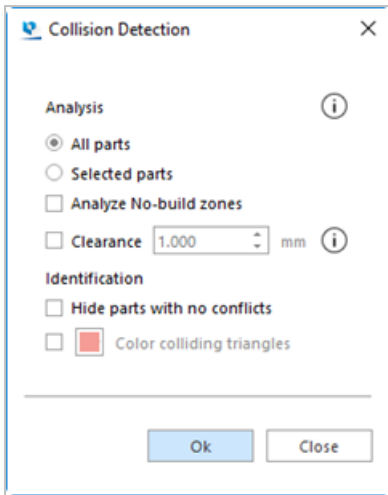 Collision Detection
Analysis
All parts
Selected parts
Analyze No-build zones
Clearance 1.000 mm
Identification
Hide parts with no conflicts
Color colliding triangles
Ok Close